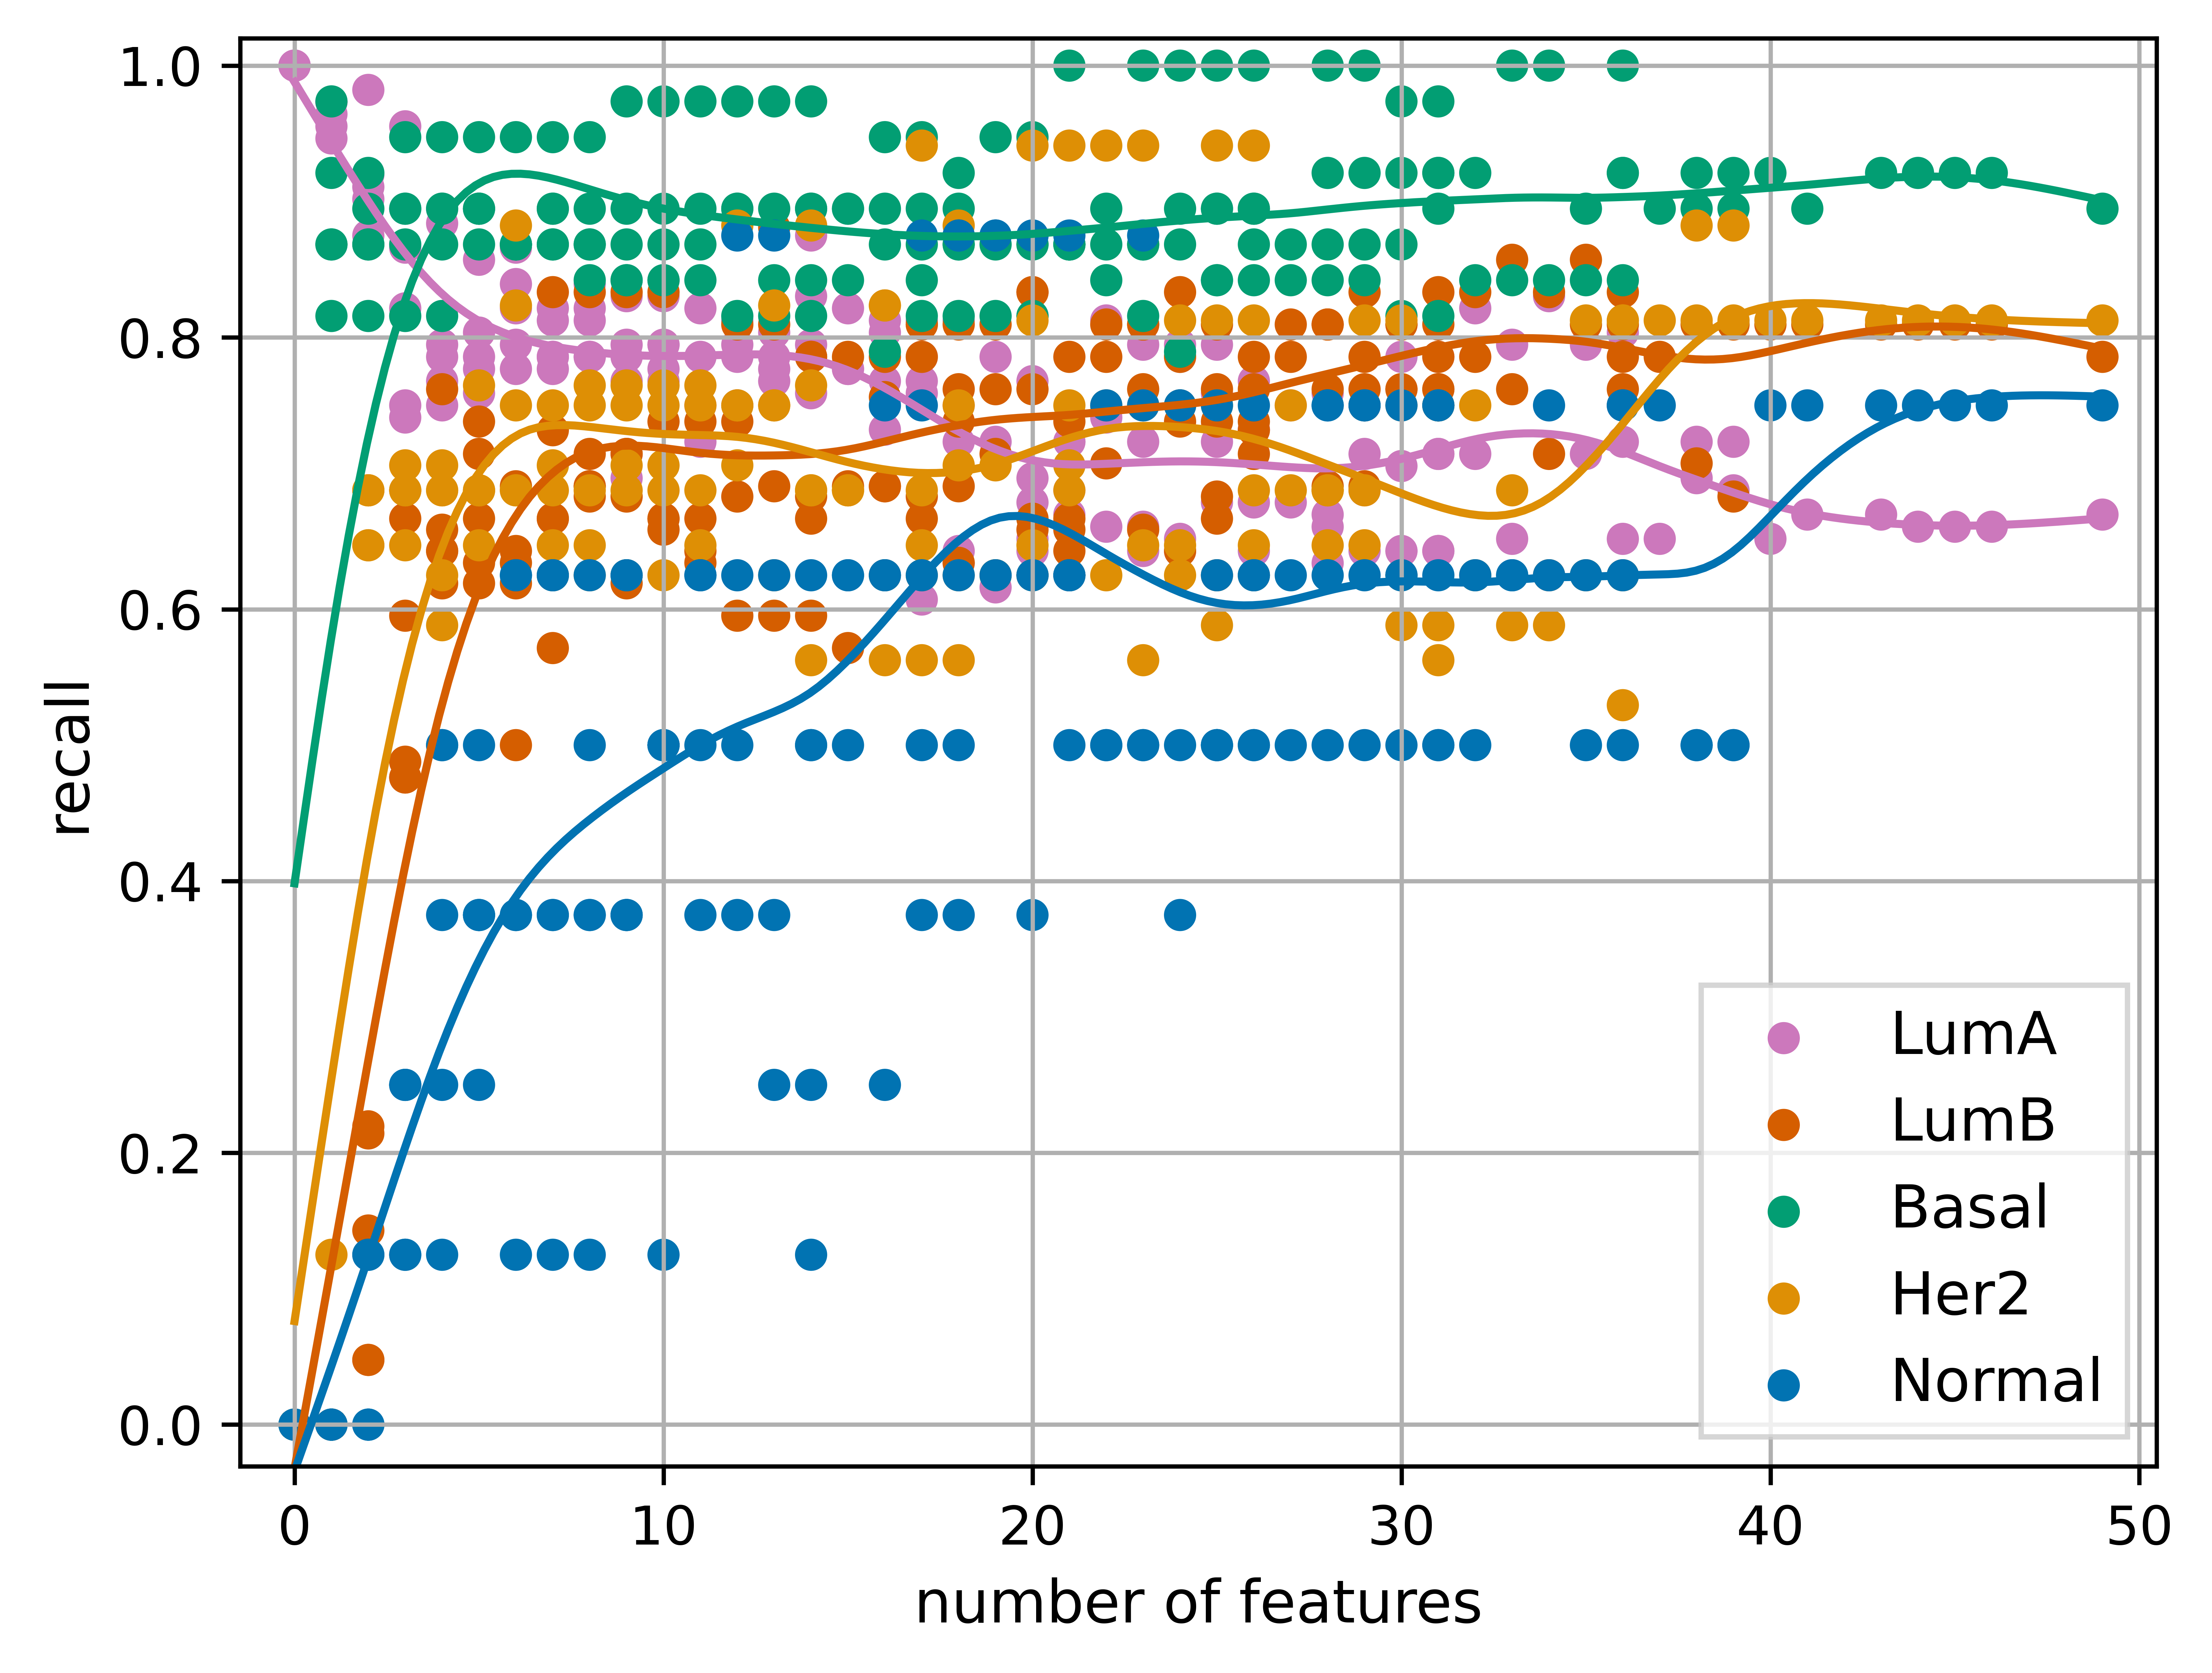 1.0
0.8
0.6
0.4
0.2
0.0
recall
0 10 20 30 40 50
number of features
LumA
LumB
Basal
Her2
Normal